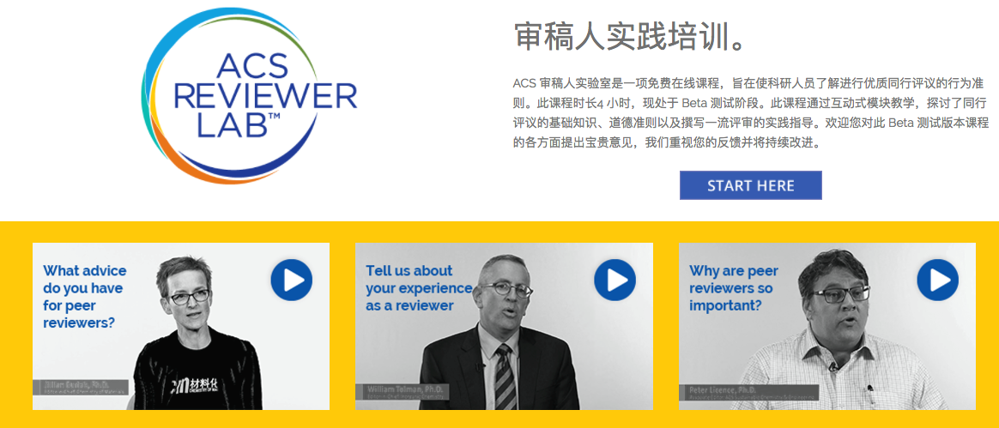 ACS
REVIEWER
LAB™
审稿人实践培训。
ACS 审稿人实验室是一项免费在线课程，旨在使科研人员了解进行优质同行评议的行为准
则。此课程时长4 小时，现处于 Beta 测试阶段。此课程通过互动式模块教学，探讨了同行
评议的基础知识、道德准则以及撰写一流评审的实践指导。欢迎您对此 Beta 测试版本课程
的各方面提出宝贵意见，我们重视您的反馈并将持续改进。
START HERE
What advice
do you have
for peer
reviewers?
材料化
Ph.D.
Tell us about
your experience
as a reviewer
William Tolman, Ph.D.
Why are peer
reviewers so
important?
Peter Licence, Ph.D.